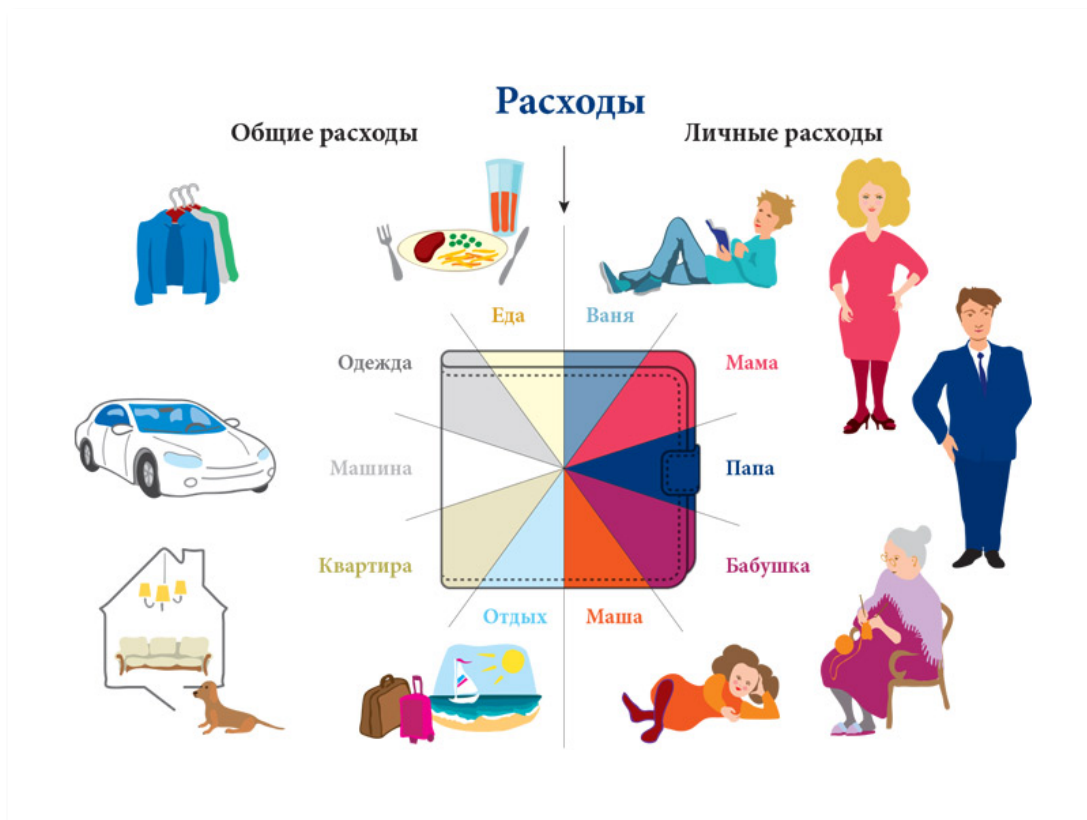 Расходы
Общие расходы
Личные расходы
Еда
Ваня
Одежда
Мама
Машина
Папа
Квартира
Бабушка
Отдых
Маша